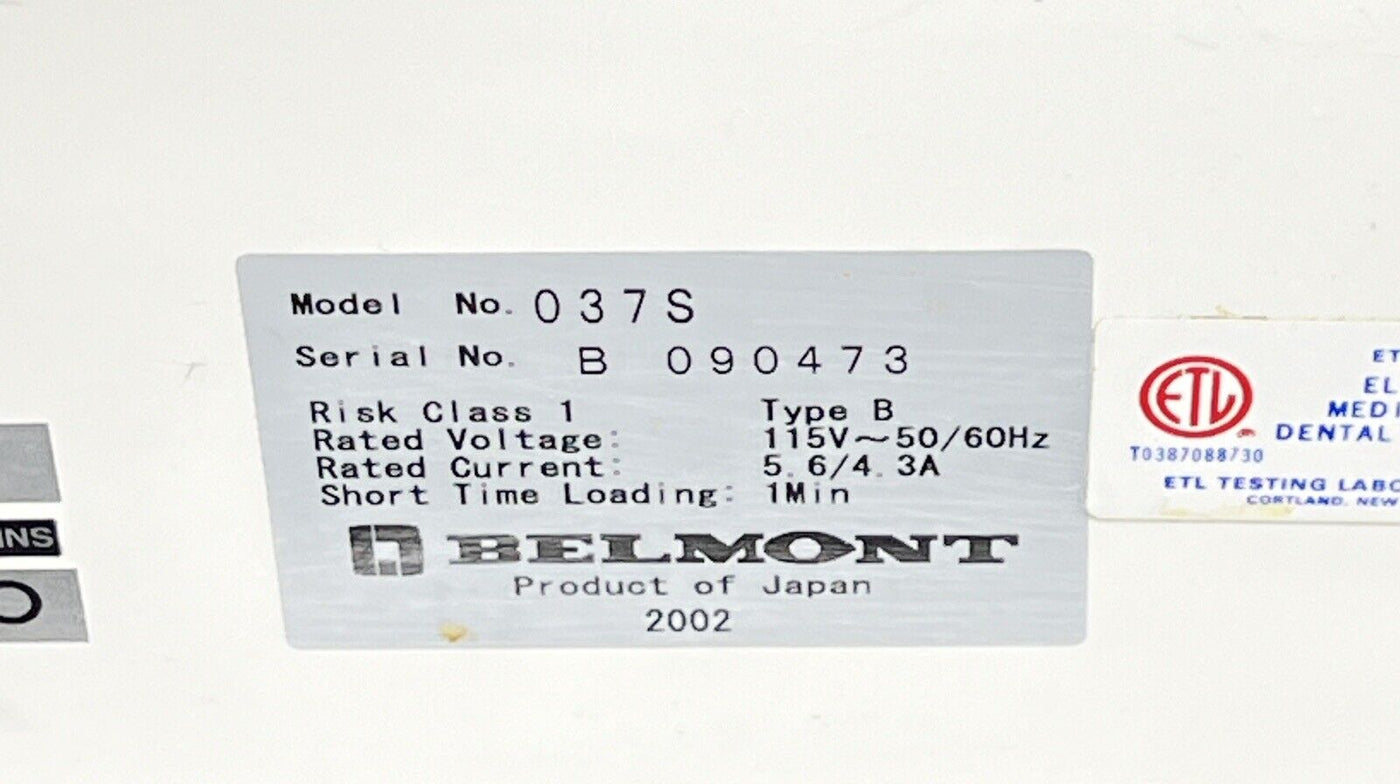 Model No. 037S
Serial No. B 090473
Risk Class 1 Type B
Rated Voltage: 115V~50/60Hz
Rated Current: 5.6/4.3A
Short Time Loading: 1Min
BELMONT
Product of Japan
2002
INS
ETL
DENTAL
T0387088730
ETL TESTING
CORTLAND, NEW